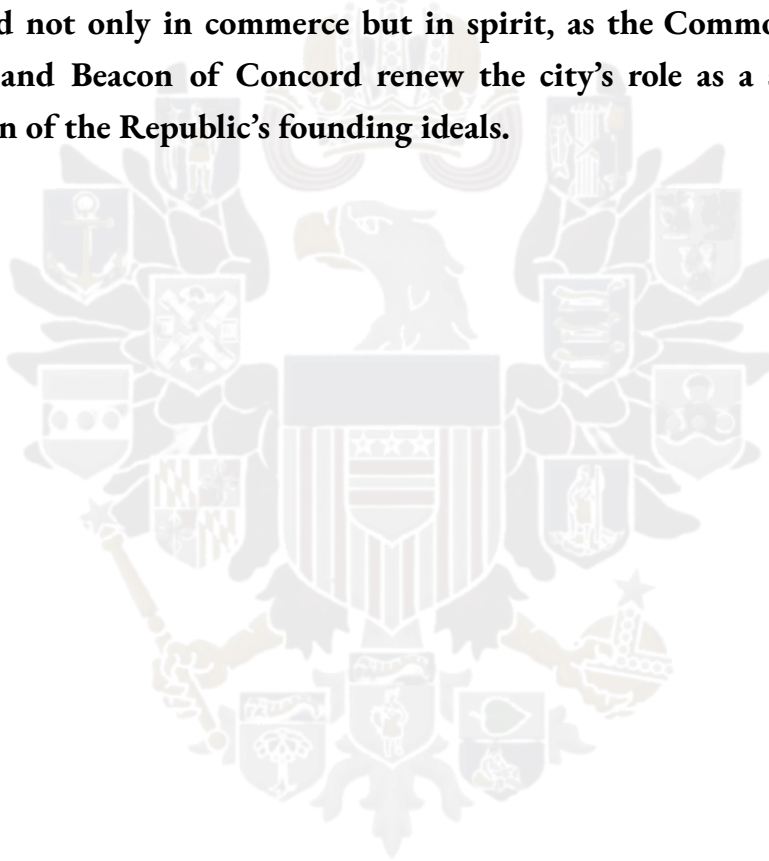 not only in commerce but in spirit, as the
and Beacon of Concord renew the city's role as a
of the Republic's founding ideals.